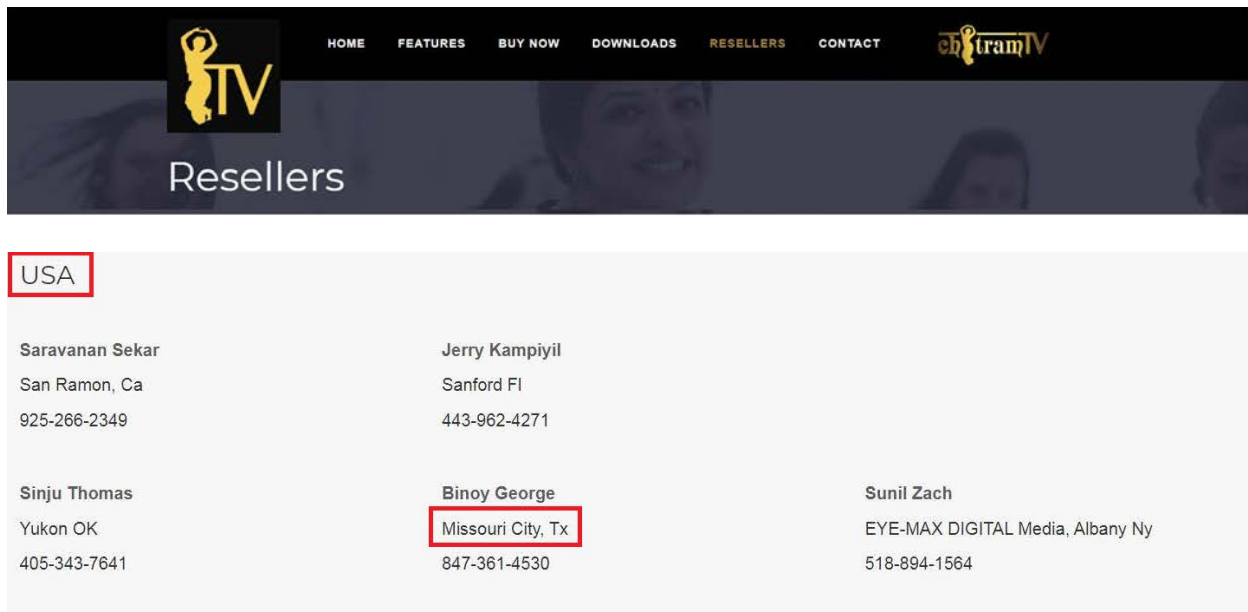 HOME FEATURES BUY NOW DOWNLOADS RESELLERS CONTACT chitramTV
TV
Resellers
USA
Saravanan Sekar
San Ramon, Ca
925-266-2349
Jerry Kampiyil
Sanford Fl
443-962-4271
Sinju Thomas
Yukon OK
405-343-7641
Binoy George
Missouri City, Tx
847-361-4530
Sunil Zach
EYE-MAX DIGITAL Media, Albany Ny
518-894-1564